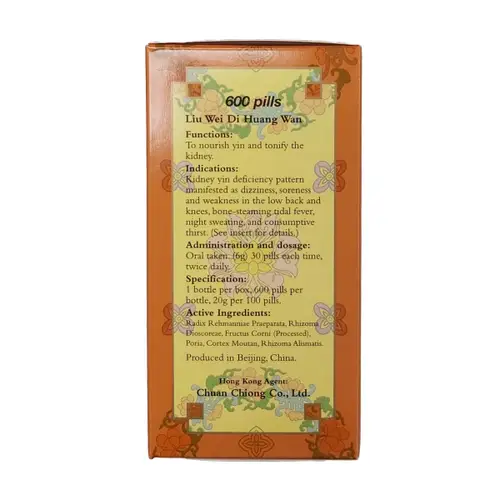 600 pills
Liu Wei Di Huang Wan
Functions:
To nourish yin and tonify the
kidney.
Indications:
Kidney yin deficiency pattern
manifested as dizziness, soreness
and weakness in the low back and
knees, bone-steaming tidal fever,
night sweating, and consumptive
thirst. (See insert for details.)
Administration and dosage:
Oral taken. (6g) 30 pills each time,
twice daily.
Specification:
1 bottle per box, 600 pills per
bottle, 20g per 100 pills.
Active Ingredients:
Radix Rehmanniae Praeparata, Rhizoma
Dioscoreae, Fructus Corni (Processed),
Poria, Cortex Moutan, Rhizoma Alismatis.
Produced in Beijing, China.
Hong Kong Agent:
Chuan Chiong Co., Ltd.